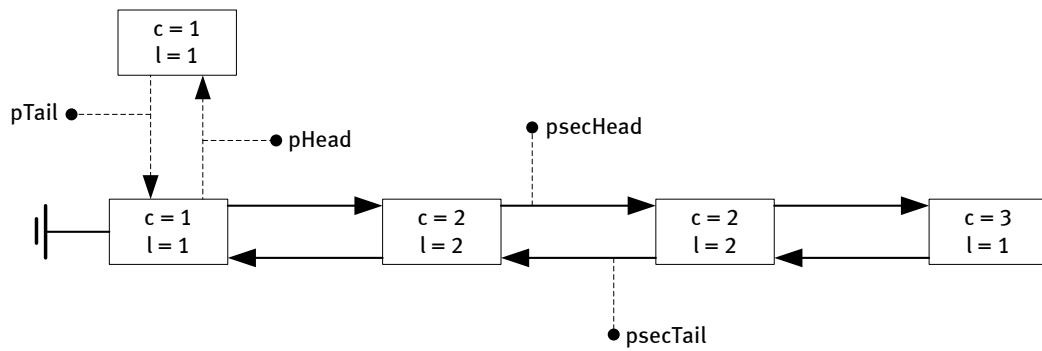 c = 1
l = 1
pTail
pHead
psecHead
c = 1
l = 1
c = 2
l = 2
c = 2
l = 2
c = 3
l = 1
psecTail